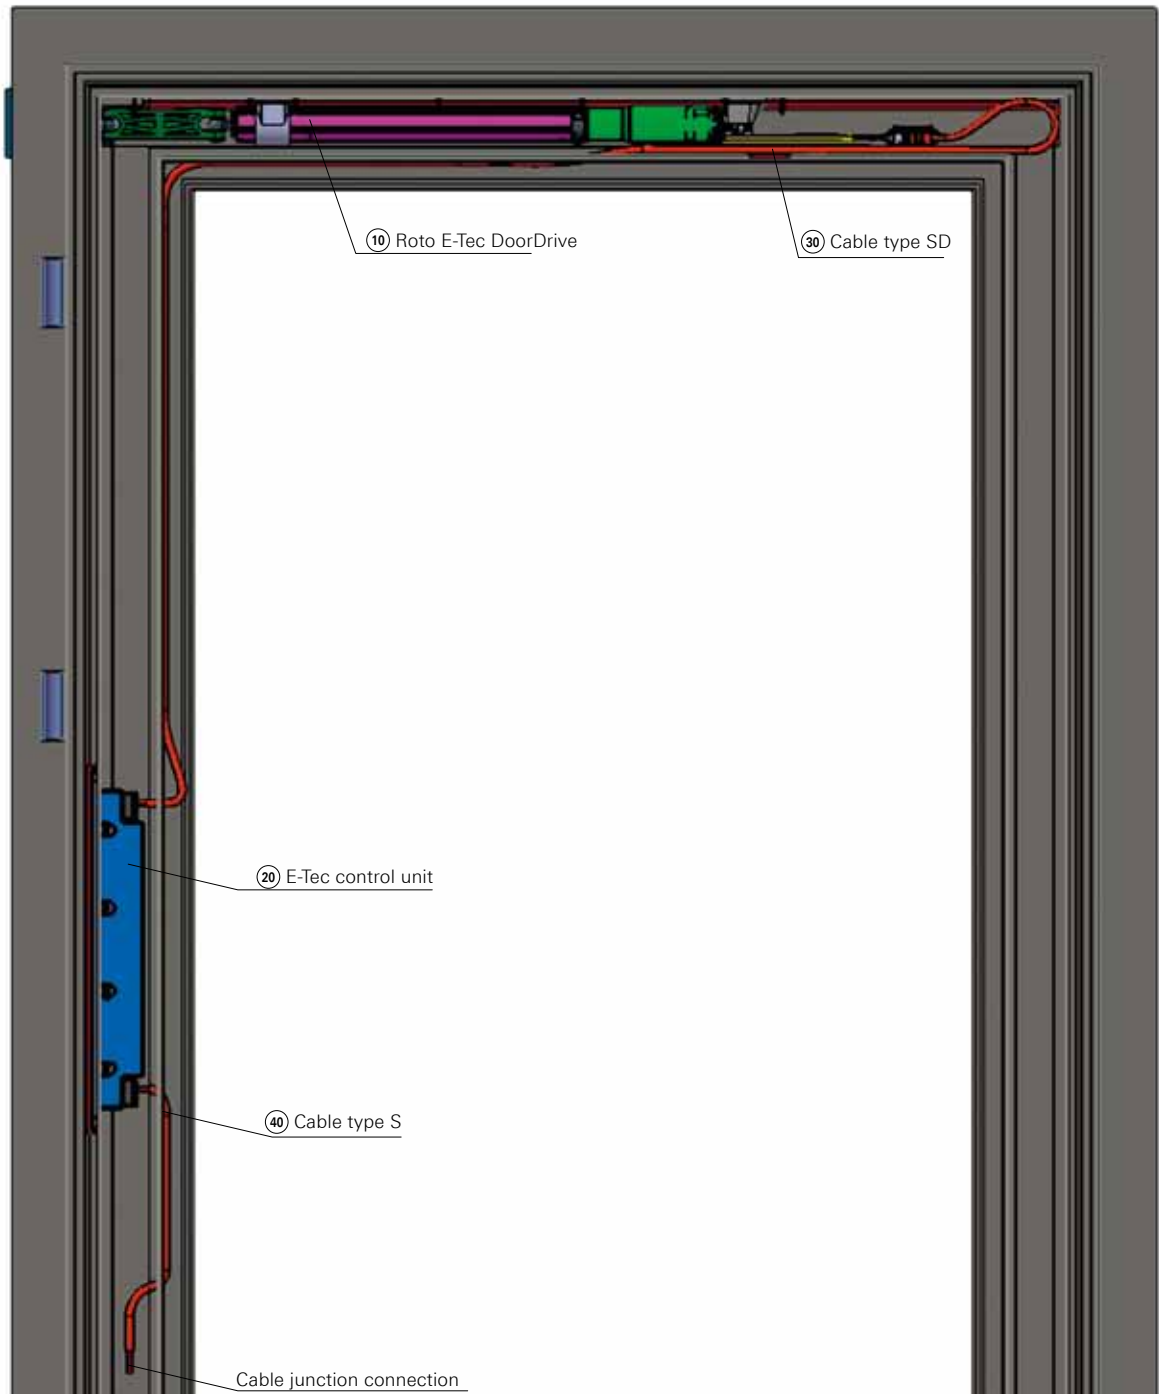 10 Roto E-Tec DoorDrive
30 Cable type SD
20 E-Tec control unit
40 Cable type S
Cable junction connection